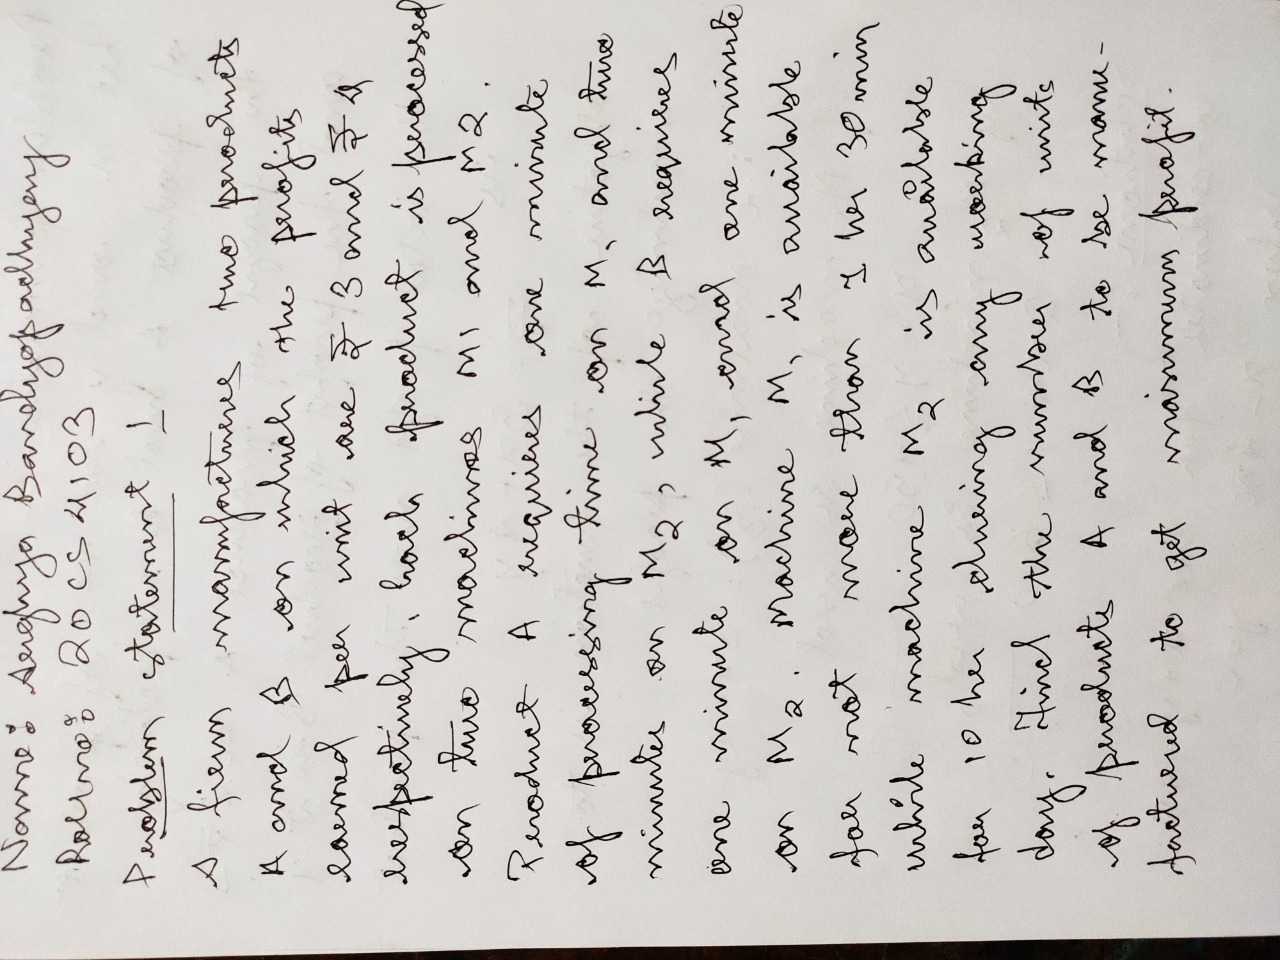 Name: Arghya Bandyopadhyay
Roll no: 20CS4103
Problem statement 1
A firm manufactures two products
A and B on which the profits
earned per unit are ₹ 3 and ₹ 4
respectively. Each product is processed
on two machines M1 and M2.
Product A requires one minute
of processing time on M1 and two
minutes on M2, while B requires
one minute on M1 and one minute
on M2. Machine M1 is available
for not more than 7 hr 30 min
while machine M2 is available
for 10 hr during any working
day. Find the number of units
of products A and B to be manu-
factured to get maximum profit.